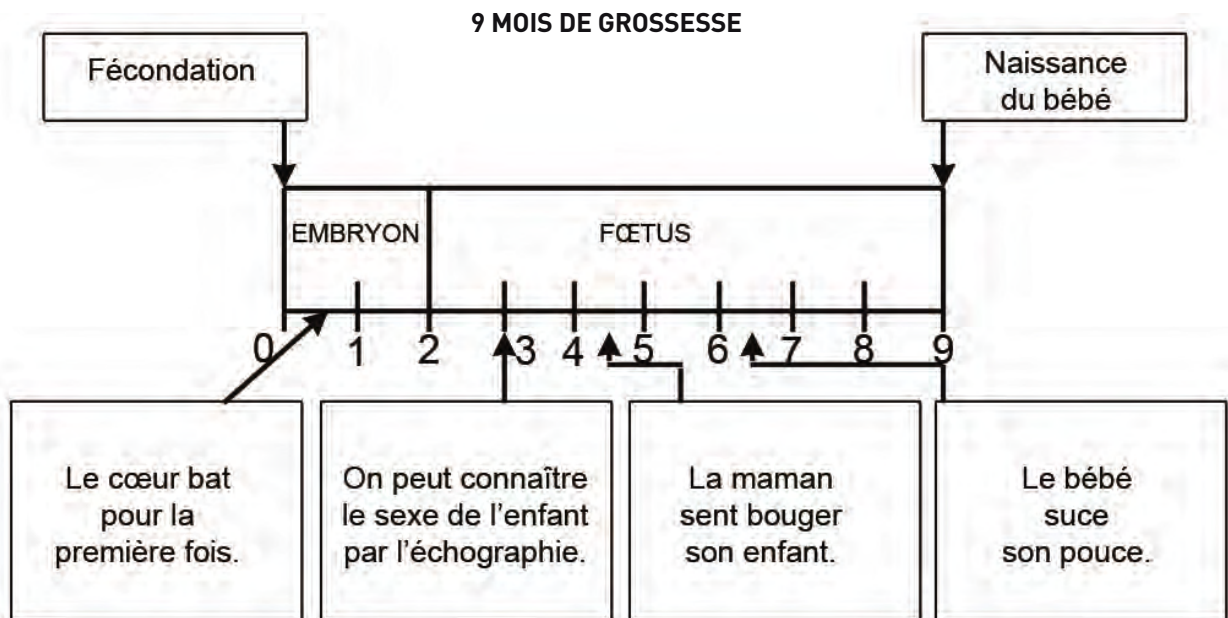 9 MOIS DE GROSSESSE
Fécondation
Naissance
du bébé
EMBRYON
FŒTUS
0 1 2 3 4 5 6 7 8 9
Le cœur bat
pour la
première fois.
On peut connaître
le sexe de l’enfant
par l’échographie.
La maman
sent bouger
son enfant.
Le bébé
suce
son pouce.